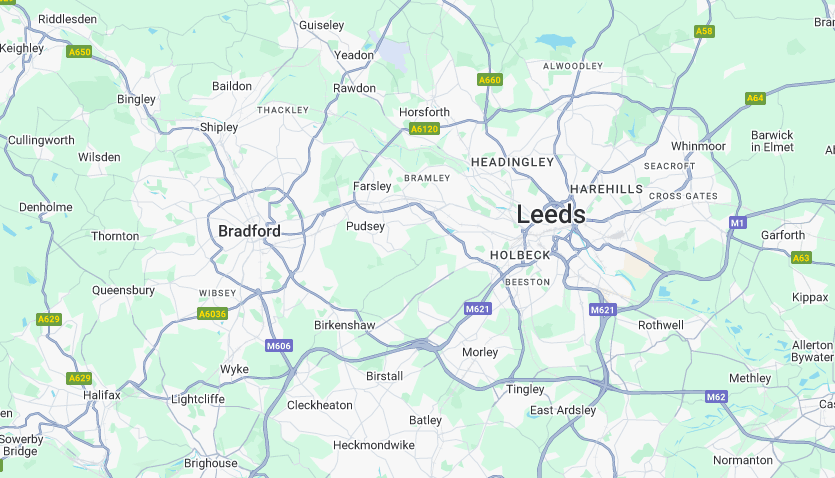 Riddlesden
Guiseley
Keighley
A650
Yeadon
A660
ALWOODLEY
A58
Baildon
Rawdon
Bingley
THACKLEY
Horsforth
A64
Shipley
A6120
Cullingworth
Wilsden
Whinmoor
Barwick
in Elmet
HEADINGLEY
SEACROFT
BRAMLEY
Farsley
HAREHILLS
CROSS GATES
Denholme
Leeds
Thornton
Bradford
Pudsey
M1
Garforth
HOLBECK
A63
Queensbury
WIBSEY
BEESTON
Kippax
A629
A6036
M621
M621
Birkenshaw
Rothwell
M606
Morley
Allerton
Bywater
Wyke
A629
Birstall
Methley
Halifax
Lightcliffe
Tingley
M62
Cleckheaton
East Ardsley
Batley
Sowerby
Bridge
Heckmondwike
Brighouse
Normanton